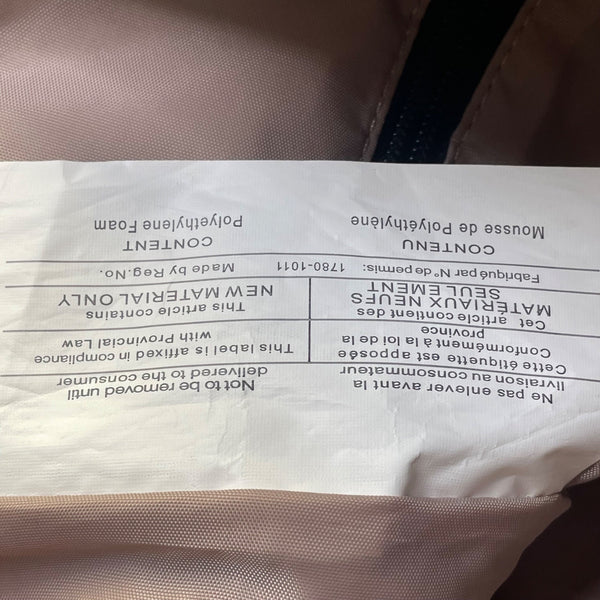 Not to be removed until
delivered to the consumer
Ne pas enlever avant la
livraison au consommateur
This label is affixed in compliance
with Provincial Law
Cette étiquette est apposée
Conformément à la loi de la
province
This article contains
NEW MATERIAL ONLY
Cet article contient des
MATÉRIAUX NEUFS
SEULEMENT
Made by Reg.No. 1780-1011 Fabriqué par N° de permis:
CONTENT
Polyethylene Foam
CONTENU
Mousse de Polyéthylène